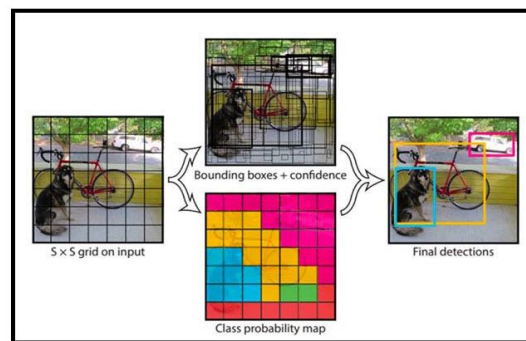 S × S grid on input
Bounding boxes + confidence
Class probability map
Final detections